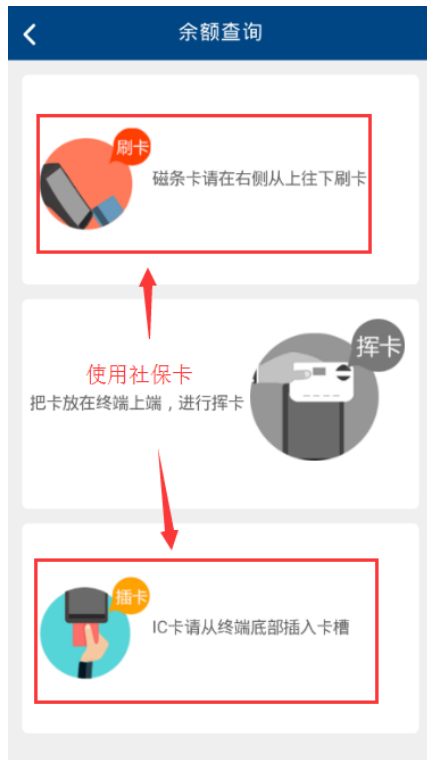 余额查询
刷卡
磁条卡请在右侧从上往下刷卡
挥卡
使用社保卡
把卡放在终端上端，进行挥卡
插卡
IC卡请从终端底部插入卡槽